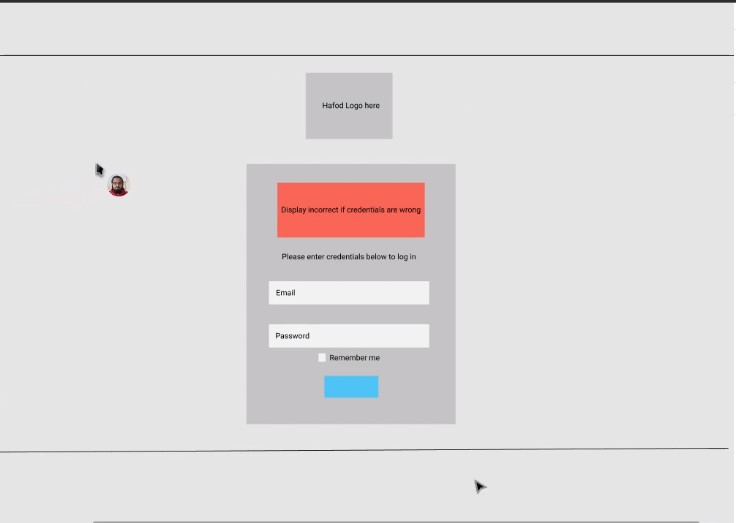 Hafod Logo here
Display incorrect if credentials are wrong
Please enter credentials below to log in
Email
Password
Remember me